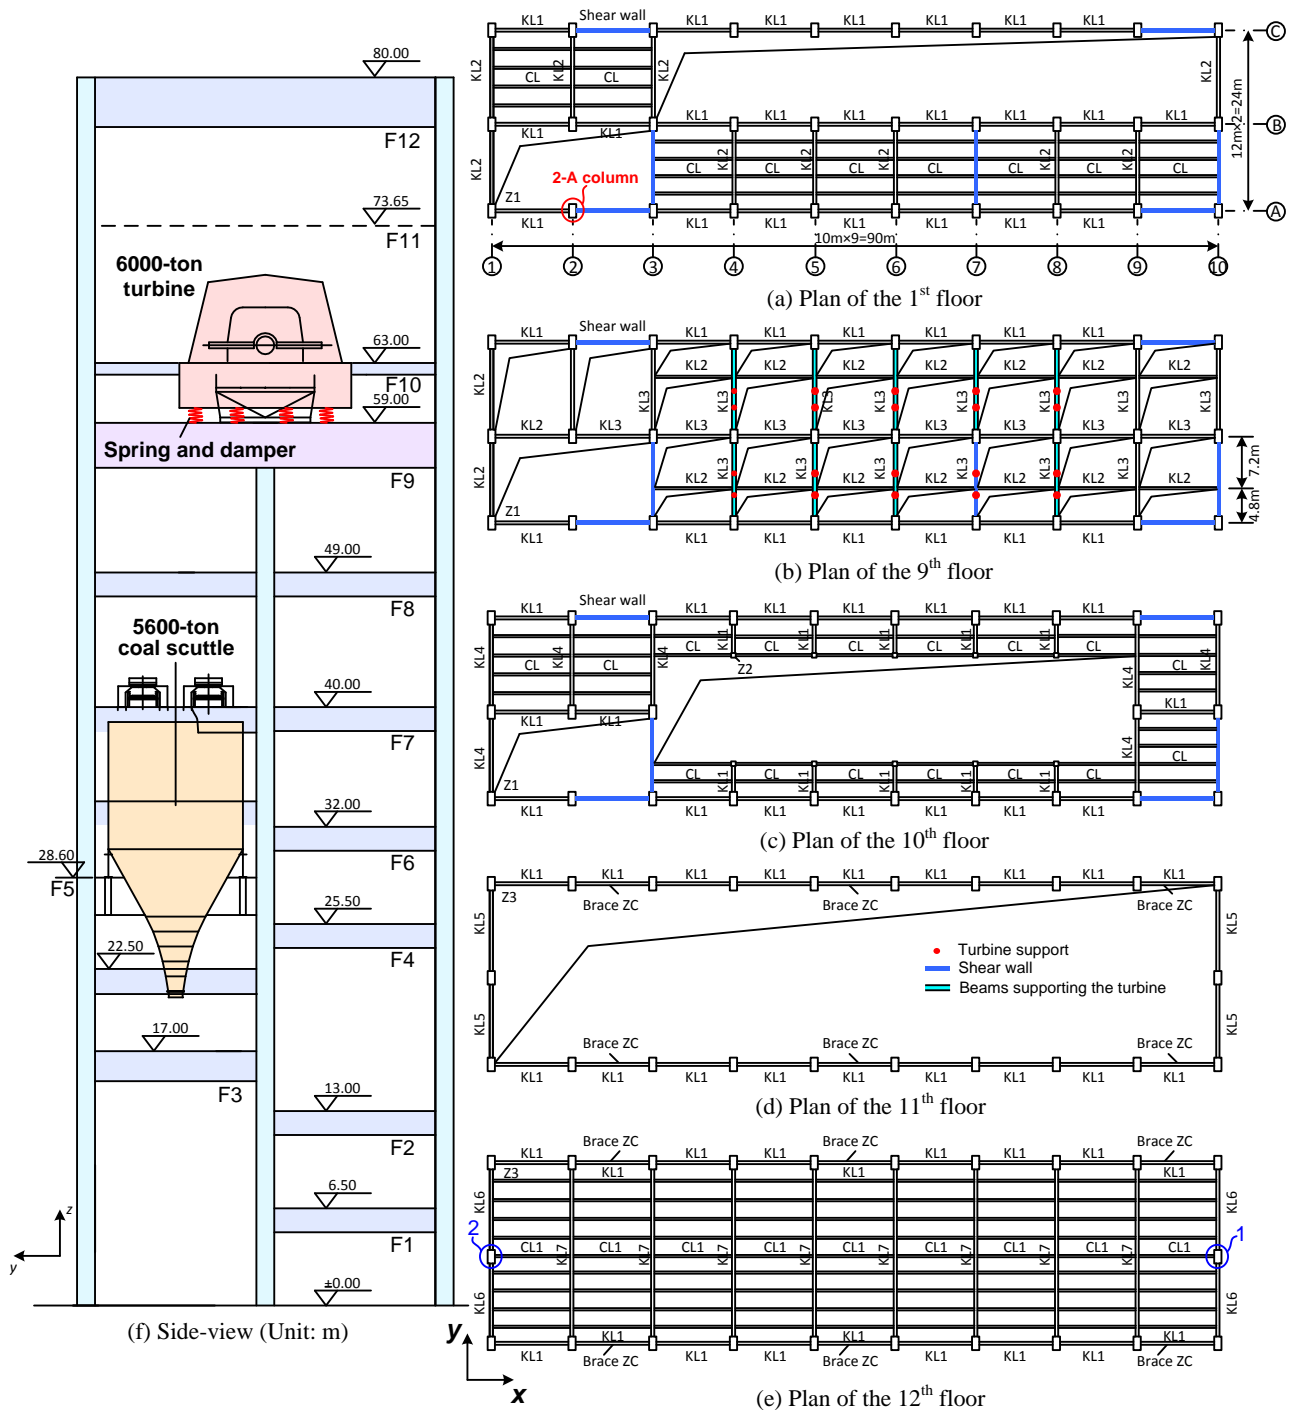 80.00
F12
73.65
F11
6000-ton
turbine
63.00
F10
59.00
Spring and damper
F9
49.00
F8
5600-ton
coal scuttle
40.00
F7
32.00
28.60
F6
F5
25.50
22.50
F4
17.00
F3
13.00
F2
6.50
F1
z
y
±0.00
(f) Side-view (Unit: m)
y
x
KL1 Shear wall KL1 KL1 KL1 KL1 KL1 KL1
KL2 CL KL2 CL KL2 KL2 C
KL1 KL1 KL1 KL1 KL1 KL1 KL1 KL1 KL1 B
12m×2=24m
KL2 KL2 KL2 KL2 KL2 KL2
CL CL CL CL CL CL CL
2-A column
Z1 A
KL1 KL1 KL1 KL1 KL1 KL1 KL1
10m×9=90m
1 2 3 4 5 6 7 8 9 10
(a) Plan of the 1st floor
KL1 Shear wall KL1 KL1 KL1 KL1 KL1 KL1
KL2 KL2 KL2 KL2 KL2 KL2 KL2
KL3 KL3 KL3 KL3 KL3 KL3 KL3
KL2 KL3 KL3 KL3 KL3 KL3 KL3 KL3
KL2 KL3 KL3 KL3 KL3 KL3 KL3 7.2m
KL2 KL2 KL2 KL2 KL2 KL2 KL2
Z1 4.8m
KL1 KL1 KL1 KL1 KL1 KL1 KL1
(b) Plan of the 9th floor
KL1 Shear wall KL1 KL1 KL1 KL1 KL1 KL1
KL1 KL1 KL1 KL1 KL1
CL CL CL CL CL CL
KL4 KL4 KL4 Z2 KL4 KL4
CL CL CL
KL1 KL1 KL1
KL4 KL4
CL
CL CL CL CL CL CL
Z1 KL1 KL1 KL1 KL1 KL1
KL1 KL1 KL1 KL1 KL1 KL1 KL1
(c) Plan of the 10th floor
KL1 KL1 KL1 KL1 KL1 KL1 KL1 KL1 KL1
Z3 Brace ZC Brace ZC Brace ZC
KL5 KL5
Turbine support
Shear wall
Beams supporting the turbine
KL5 KL5
Brace ZC Brace ZC Brace ZC
KL1 KL1 KL1 KL1 KL1 KL1 KL1 KL1 KL1
(d) Plan of the 11th floor
Brace ZC Brace ZC Brace ZC
KL1 KL1 KL1 KL1 KL1 KL1 KL1 KL1 KL1
Z3
KL6 KL6
2 1
CL1 CL1 CL1 CL1 CL1 CL1 CL1 CL1 CL1
KL7 KL7 KL7 KL7 KL7 KL7 KL7 KL7
KL6 KL6
KL1 KL1 KL1 KL1 KL1 KL1 KL1 KL1 KL1
Brace ZC Brace ZC Brace ZC
(e) Plan of the 12th floor